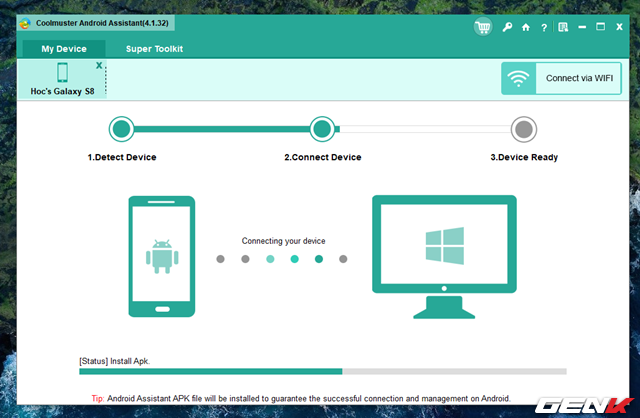 Coolmuster Android Assistant(4.1.32)
My Device
Super Toolkit
X
Hoc's Galaxy S8
Connect via WIFI
1.Detect Device
2.Connect Device
3.Device Ready
Connecting your device
[Status] Install Apk.
Tip: Android Assistant APK file will be installed to guarantee the successful connection and management on Android.
GENK